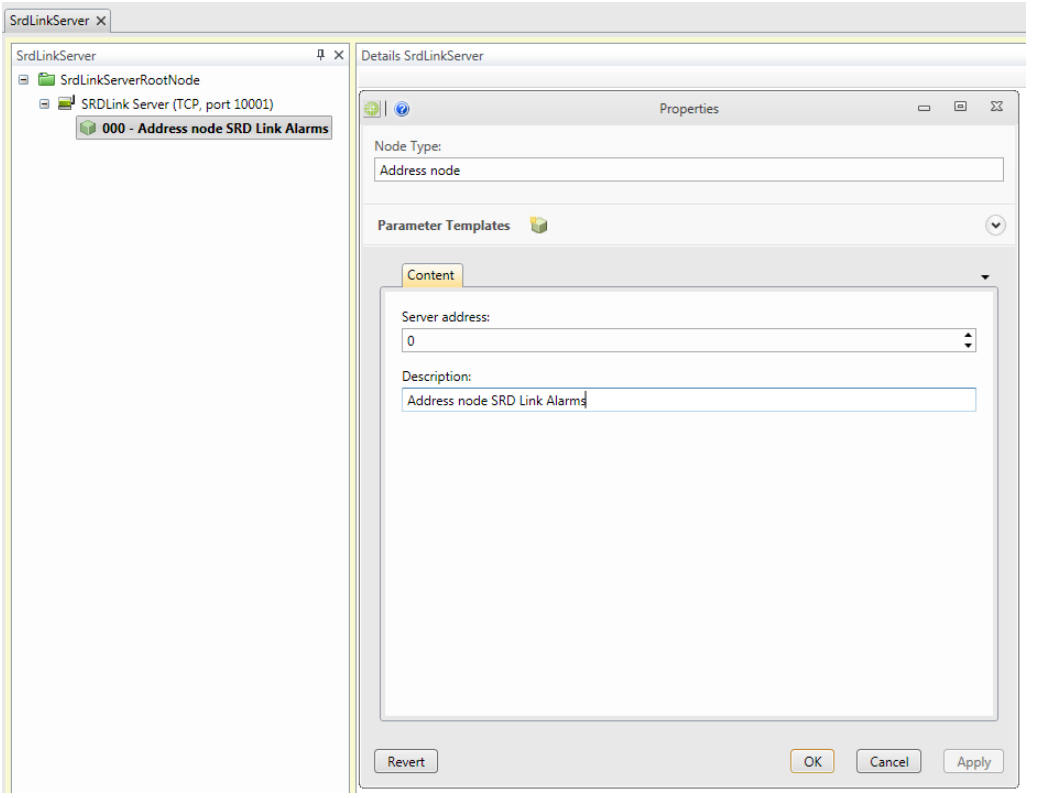 SrdLinkServer
SrdLinkServer
SrdLinkServerRootNode
SRDLink Server (TCP, port 10001)
000 - Address node SRD Link Alarms
Details SrdLinkServer
Properties
Node Type:
Address node
Parameter Templates
Content
Server address:
0
Description:
Address node SRD Link Alarms
Revert
OK
Cancel
Apply